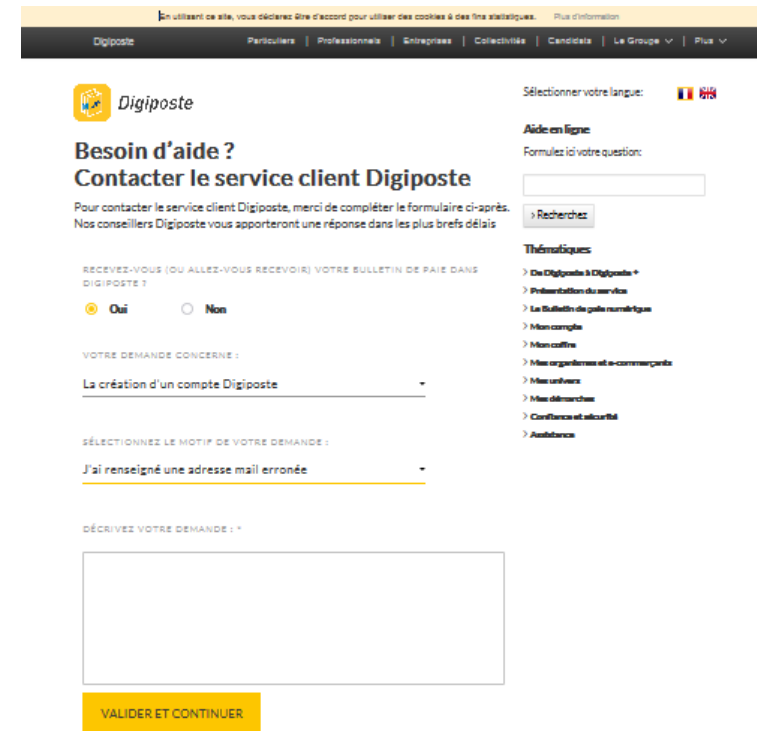 En utilisant ce site, vous déclarez être d'accord pour utiliser des cookies à des fins statistiques. Plus d'information
Digiposte Particuliers | Professionnels | Entreprises | Collectivités | Candidats | Le Groupe | Plus
Digiposte
Besoin d'aide ?
Contacter le service client Digiposte
Pour contacter le service client Digiposte, merci de compléter le formulaire ci-après.
Nos conseillers Digiposte vous apporteront une réponse dans les plus brefs délais
RECEVEZ-VOUS (OU ALLEZ-VOUS RECEVOIR) VOTRE BULLETIN DE PAIE DANS
DIGIPOSTE ?
Oui Non
VOTRE DEMANDE CONCERNE :
La création d'un compte Digiposte
SÉLECTIONNEZ LE MOTIF DE VOTRE DEMANDE :
J'ai renseigné une adresse mail erronée
DÉCRIVEZ VOTRE DEMANDE : *
VALIDER ET CONTINUER
Sélectionner votre langue:
Aide en ligne
Formulez ici votre question:
> Recherchez
Thématiques
> De Digiposte à Digiposte +
> Présentation du service
> Le Bulletin de paie numérique
> Mon compte
> Mon coffre
> Mes organismes et e-commerçants
> Mes univers
> Mes démarches
> Confiance et sécurité
> Assistance